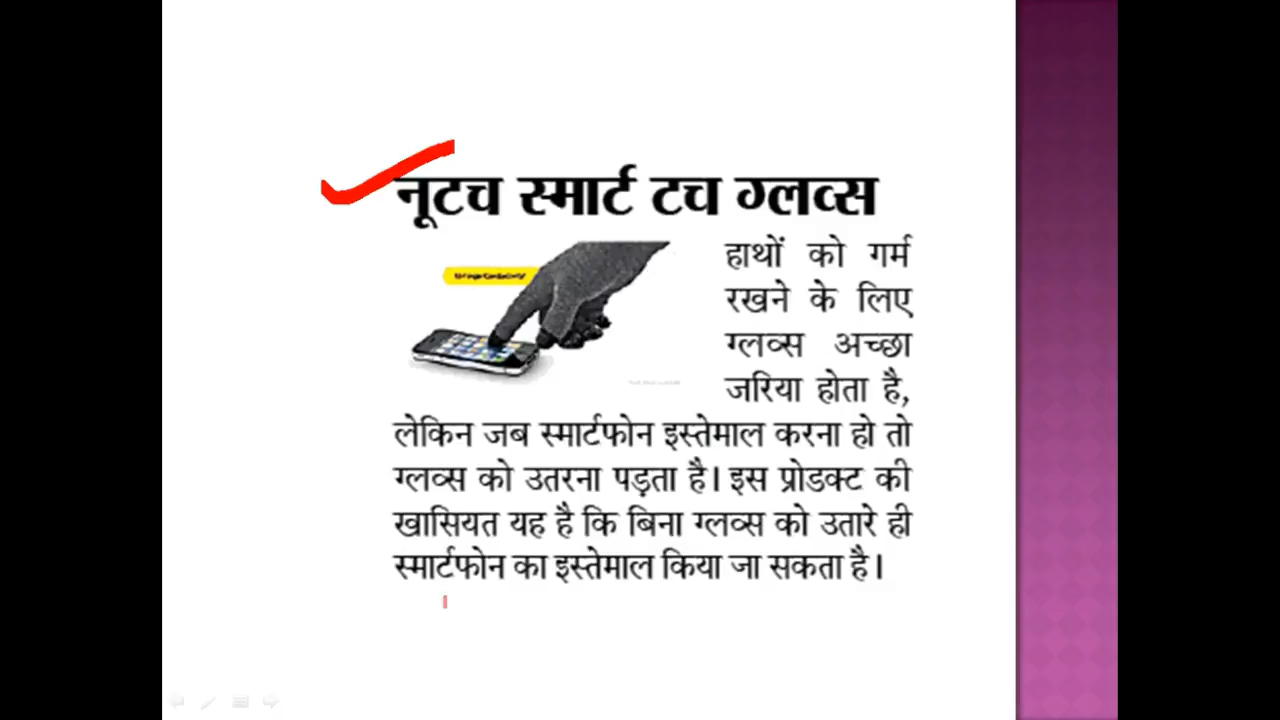 नूटच स्मार्ट टच ग्लव्स
हाथों को गर्म
रखने के लिए
ग्लव्स अच्छा
जरिया होता है,
लेकिन जब स्मार्टफोन इस्तेमाल करना हो तो
ग्लव्स को उतरना पड़ता है। इस प्रोडक्ट की
खासियत यह है कि बिना ग्लव्स को उतारे ही
स्मार्टफोन का इस्तेमाल किया जा सकता है।